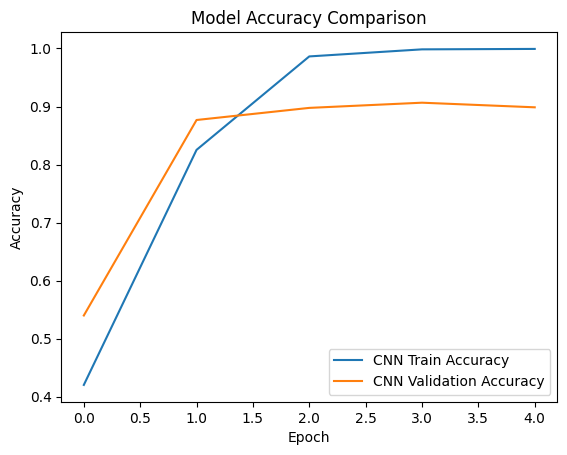 Model Accuracy Comparison
1.0
0.9
0.8
0.7
0.6
0.5
0.4
Accuracy
0.0 0.5 1.0 1.5 2.0 2.5 3.0 3.5 4.0
Epoch
CNN Train Accuracy
CNN Validation Accuracy